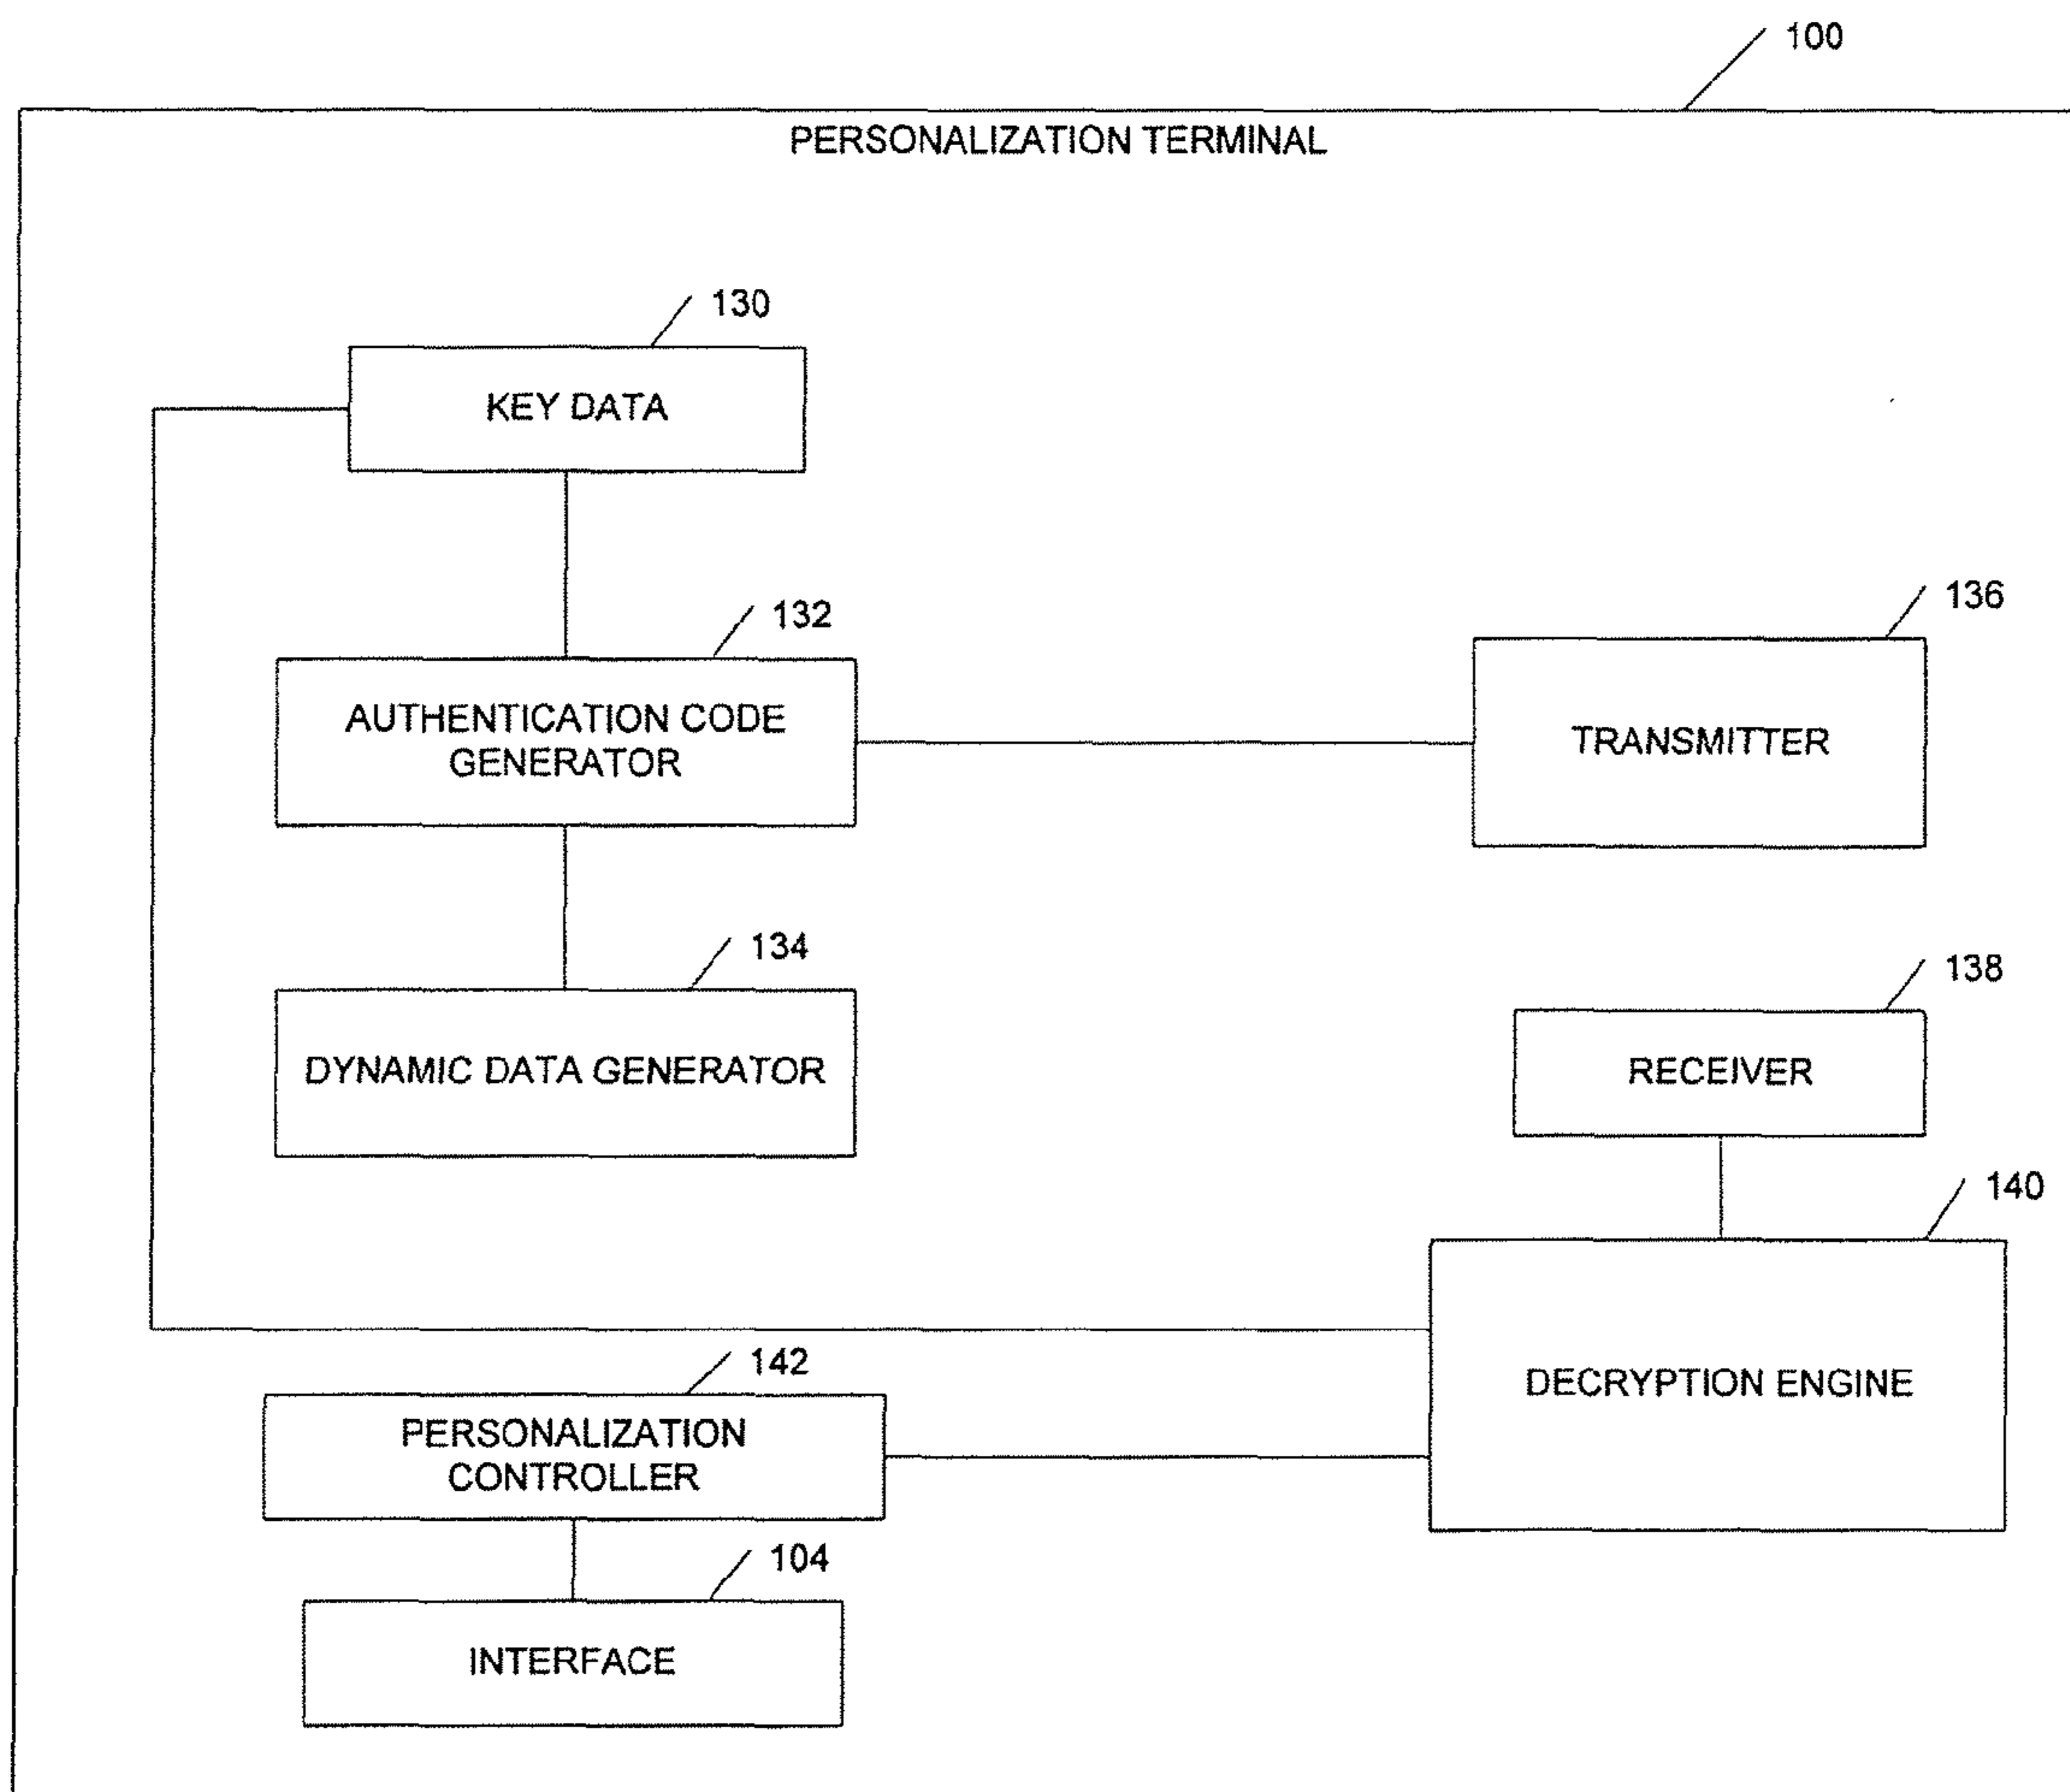 100
PERSONALIZATION TERMINAL
130
KEY DATA
132
AUTHENTICATION CODE
GENERATOR
136
TRANSMITTER
134
DYNAMIC DATA GENERATOR
138
RECEIVER
140
DECRYPTION ENGINE
142
PERSONALIZATION
CONTROLLER
104
INTERFACE